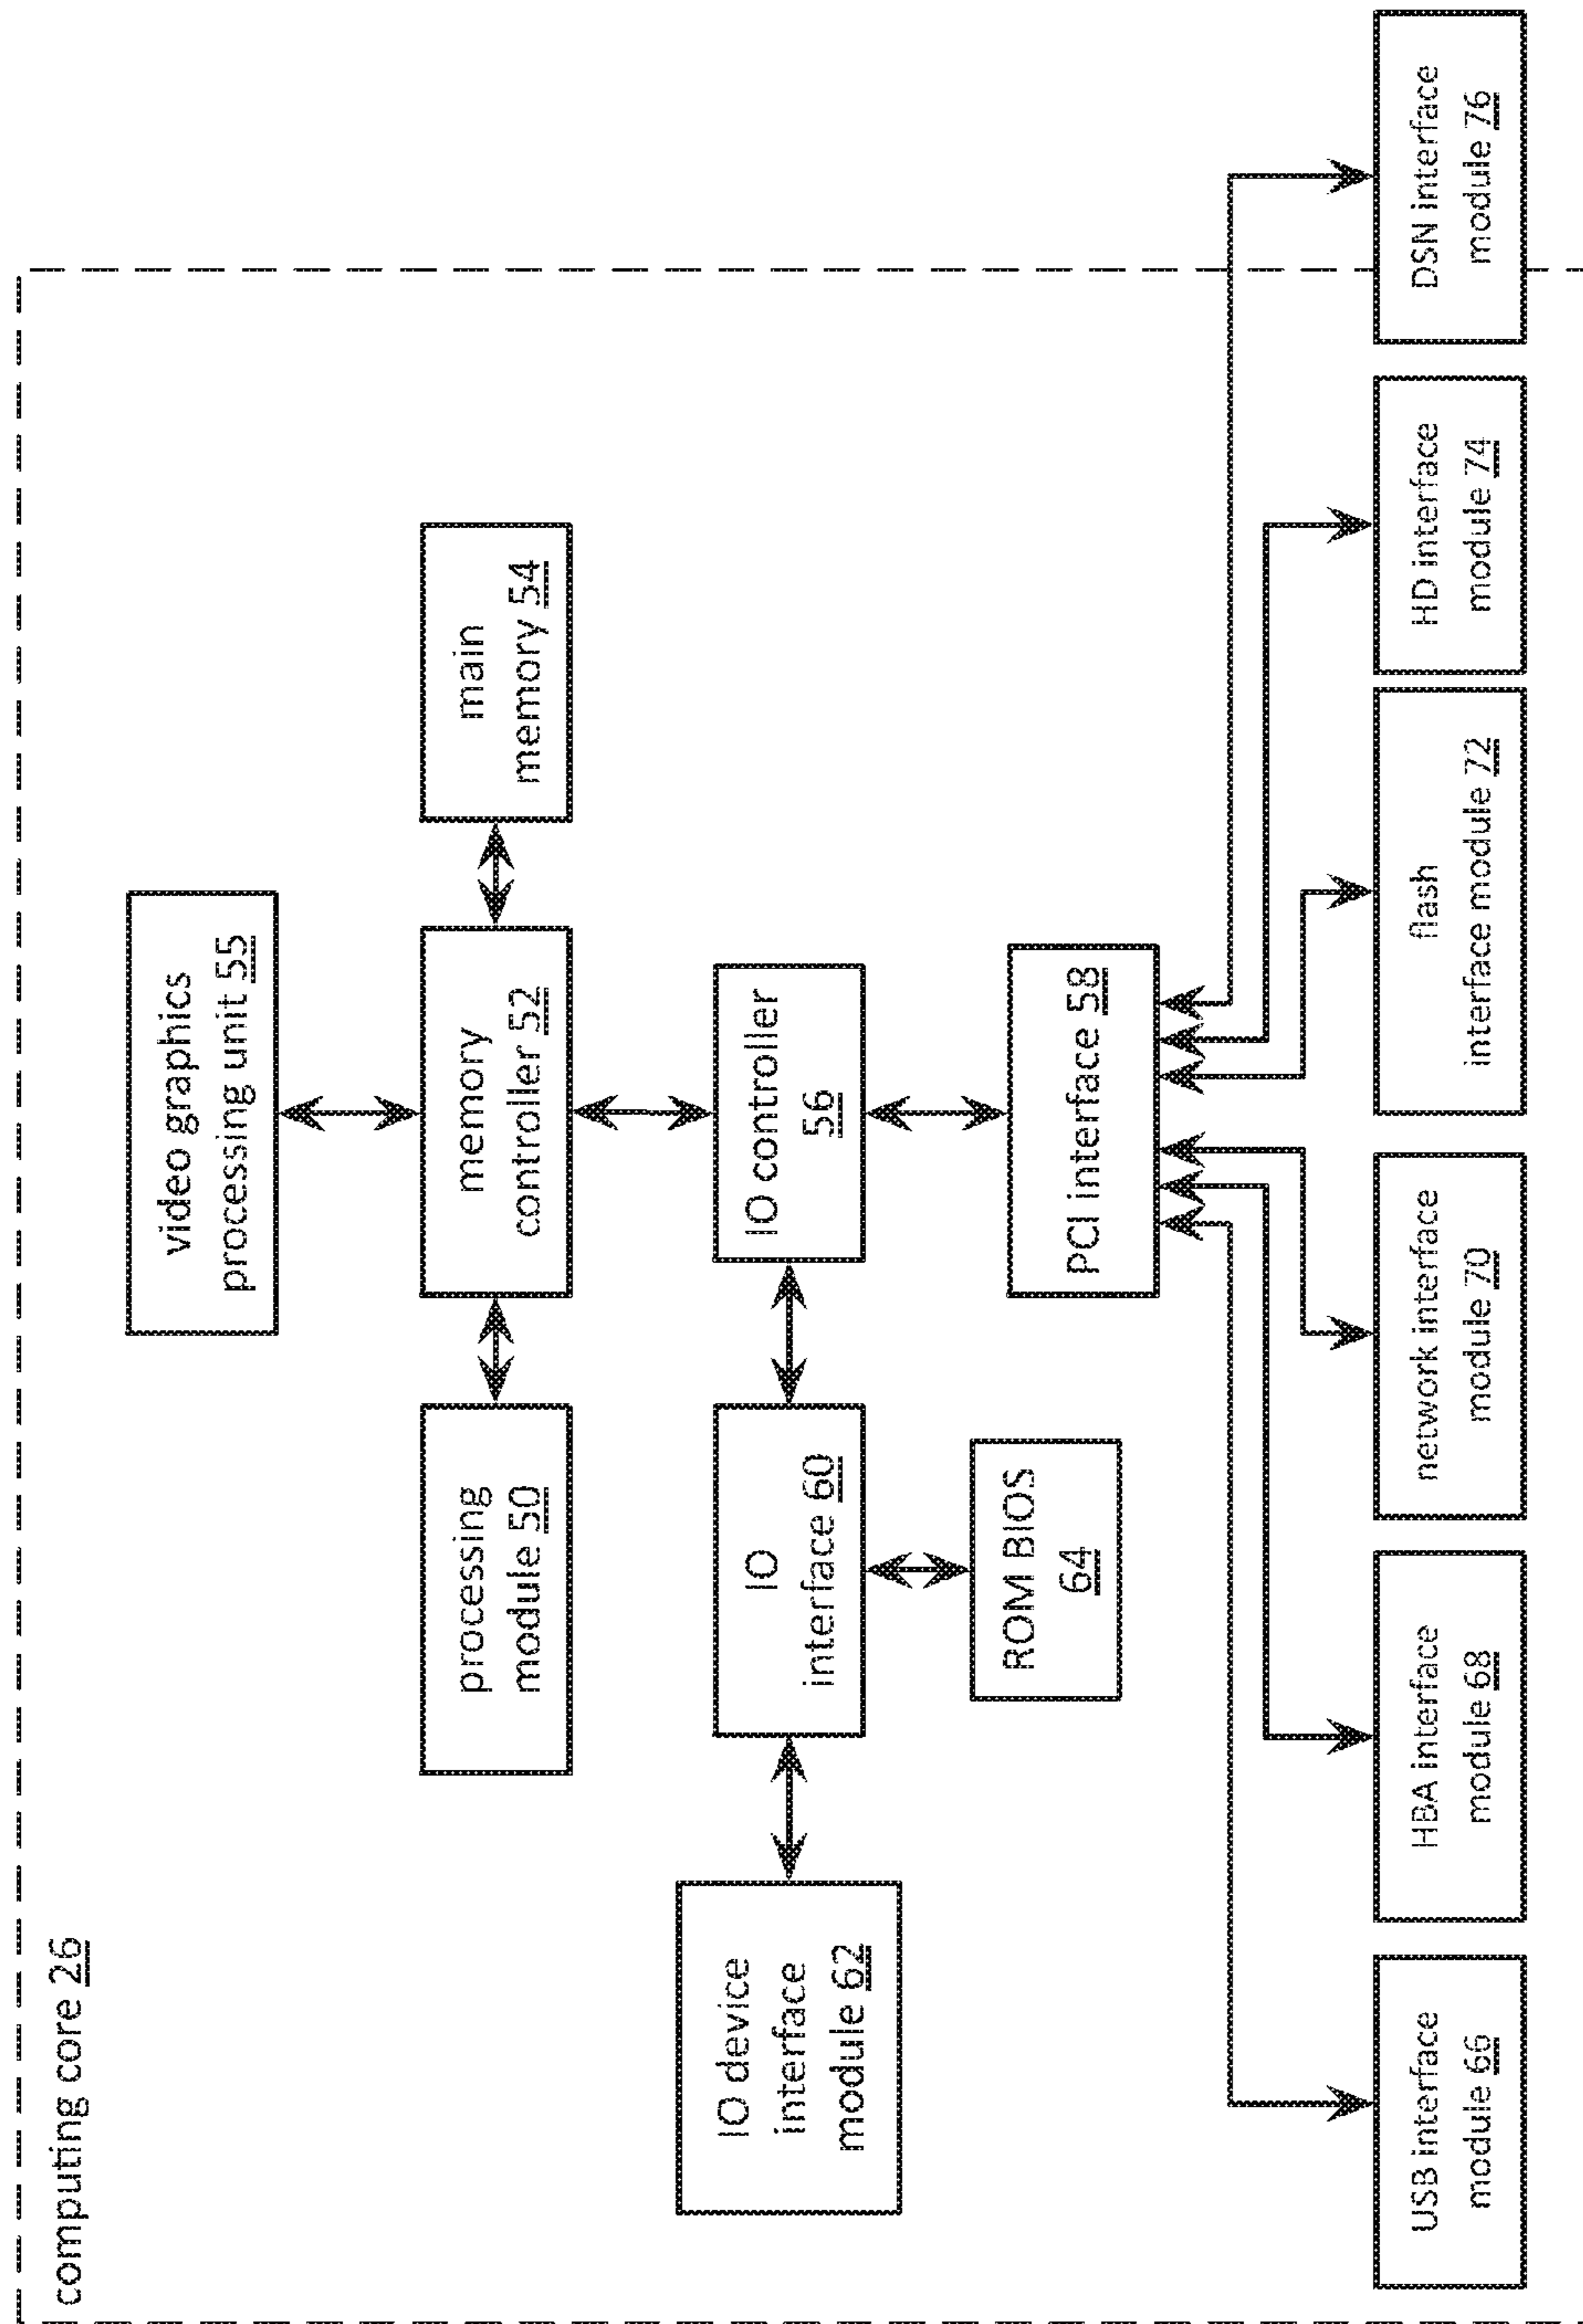 computing core 26
video graphics
processing unit 55
processing
module 50
memory
controller 52
main
memory 54
IO device
interface
module 62
IO
interface 60
IO controller
56
ROM BIOS
64
PCI interface 58
USB interface
module 66
HBA interface
module 68
network interface
module 70
flash
interface module 72
HD interface
module 74
DSN interface
module 76